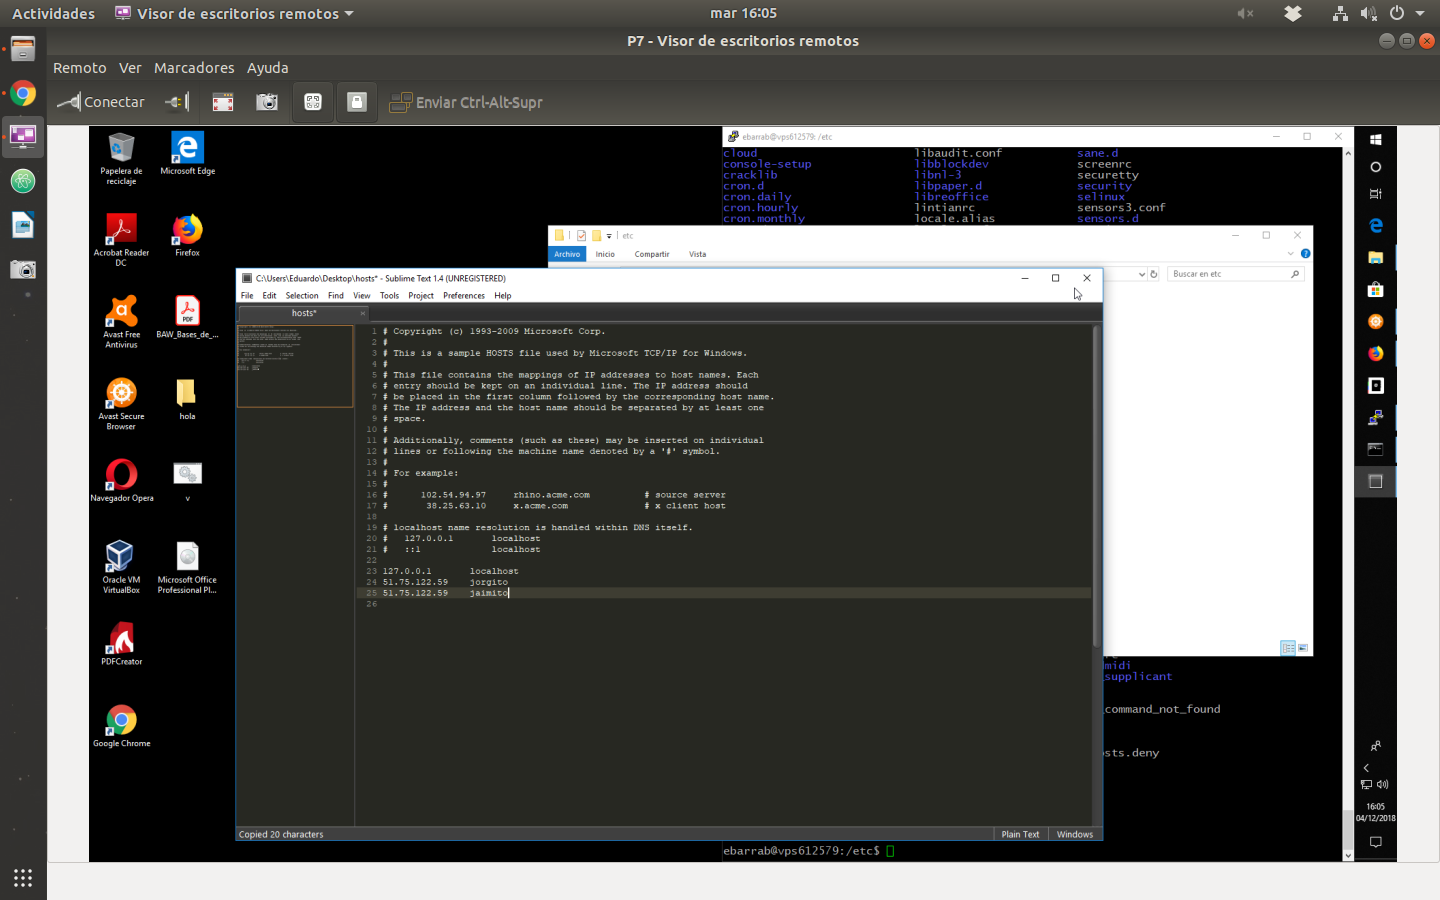 Actividades
Visor de escritorios remotos
mar 16:05
P7 - Visor de escritorios remotos
Remoto Ver Marcadores Ayuda
Conectar
Enviar Ctrl-Alt-Supr
Papelera de reciclaje
Microsoft Edge
Acrobat Reader DC
Firefox
Avast Free Antivirus
BAW_Bases_de_...
Avast Secure Browser
hola
Navegador Opera
v
Oracle VM VirtualBox
Microsoft Office Professional Pl...
PDFCreator
Google Chrome
ebarrab@vps612579: /etc
cloud libaudit.conf sane.d
console-setup libblockdev screenrc
cracklib libnl-3 securetty
cron.d libpaper.d security
cron.daily libreoffice selinux
cron.hourly lintianrc sensors3.conf
cron.monthly locale.alias sensors.d
etc
Archivo Inicio Compartir Vista
Buscar en etc
C:\Users\Eduardo\Desktop\hosts* - Sublime Text 1.4 (UNREGISTERED)
File Edit Selection Find View Tools Project Preferences Help
hosts*
1 # Copyright (c) 1993-2009 Microsoft Corp.
2 #
3 # This is a sample HOSTS file used by Microsoft TCP/IP for Windows.
4 #
5 # This file contains the mappings of IP addresses to host names. Each
6 # entry should be kept on an individual line. The IP address should
7 # be placed in the first column followed by the corresponding host name.
8 # The IP address and the host name should be separated by at least one
9 # space.
10 #
11 # Additionally, comments (such as these) may be inserted on individual
12 # lines or following the machine name denoted by a '#' symbol.
13 #
14 # For example:
15 #
16 # 102.54.94.97 rhino.acme.com # source server
17 # 38.25.63.10 x.acme.com # x client host
18
19 # localhost name resolution is handled within DNS itself.
20 # 127.0.0.1 localhost
21 # ::1 localhost
22
23 127.0.0.1 localhost
24 51.75.122.59 jorgito
25 51.75.122.59 jaimito
26
midi
supplicant
command_not_found
sts.deny
Copied 20 characters
Plain Text
Windows
ebarrab@vps612579:/etc$
16:05
04/12/2018